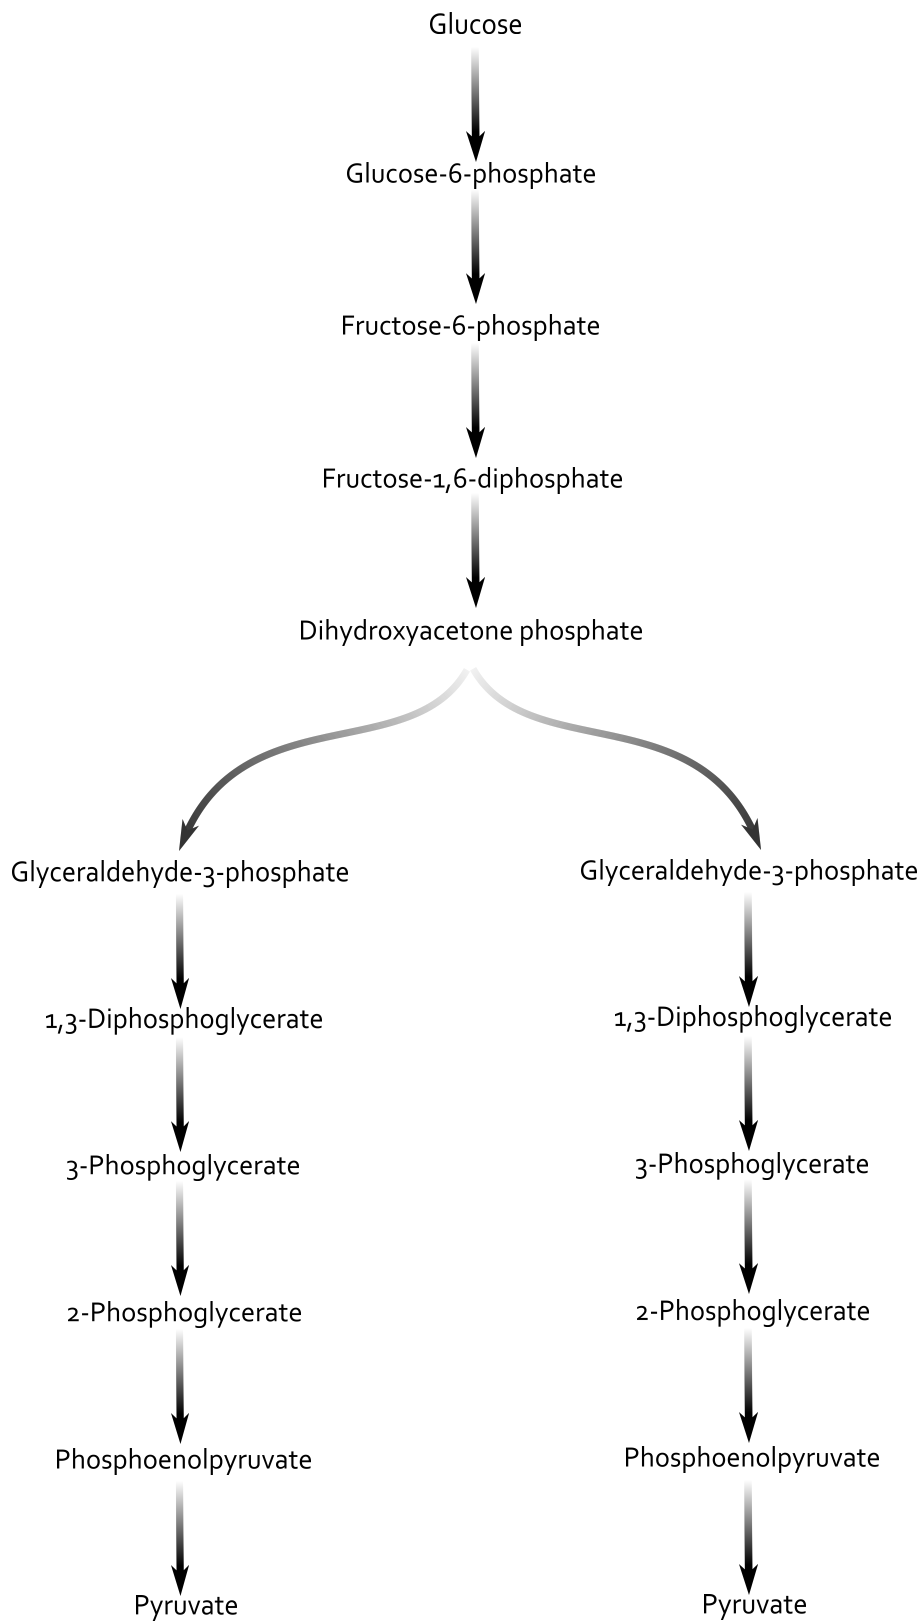 Glucose
Glucose-6-phosphate
Fructose-6-phosphate
Fructose-1,6-diphosphate
Dihydroxyacetone phosphate
Glyceraldehyde-3-phosphate
Glyceraldehyde-3-phosphate
1,3-Diphosphoglycerate
1,3-Diphosphoglycerate
3-Phosphoglycerate
3-Phosphoglycerate
2-Phosphoglycerate
2-Phosphoglycerate
Phosphoenolpyruvate
Phosphoenolpyruvate
Pyruvate
Pyruvate